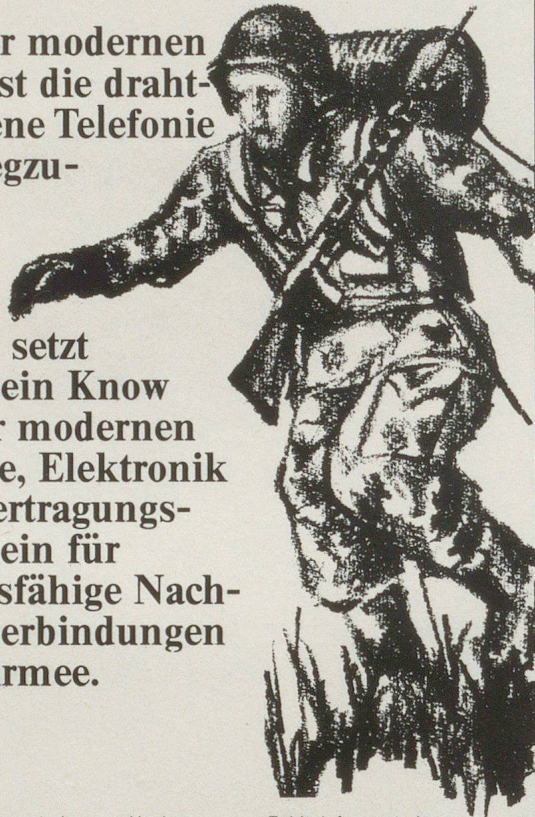 r modernen
st die draht-
ene Telefonie
egzu-
setzt
ein Know
r modernen
e, Elektronik
ertragungs-
ein für
sfähige Nach-
erbindungen
rmee.